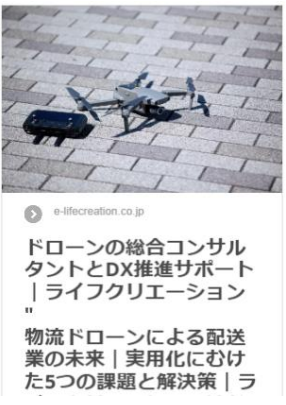 e-lifecreation.co.jp
ドローンの総合コンサル
タントとDX推進サポート
｜ライフクリエーション
"
物流ドローンによる配送
業の未来｜実用化にむけ
た5つの課題と解決策｜ラ